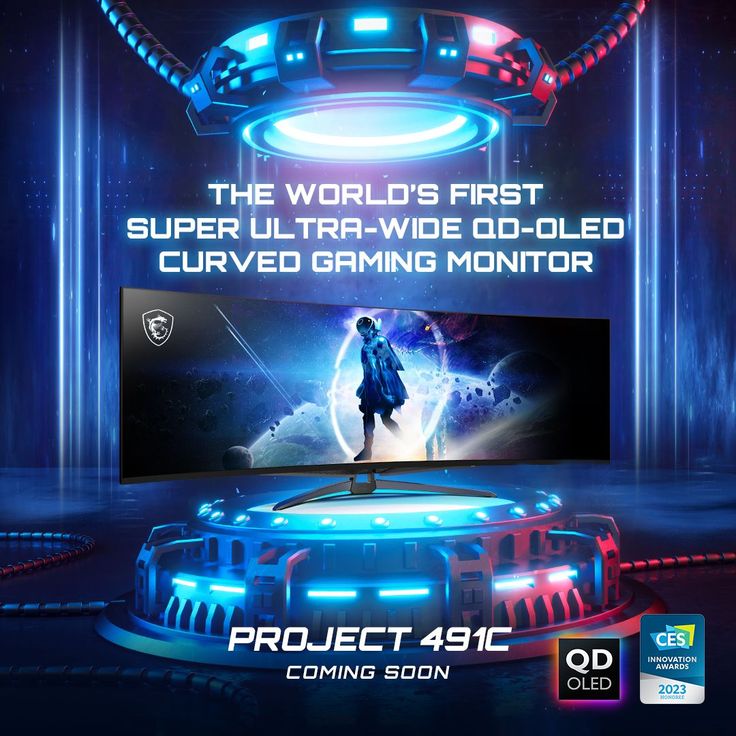 THE WORLD'S FIRST
SUPER ULTRA-WIDE QD-OLED
CURVED GAMING MONITOR
PROJECT 491C
COMING SOON
QD
OLED
CES
INNOVATION
AWARDS
2023
HONOREE